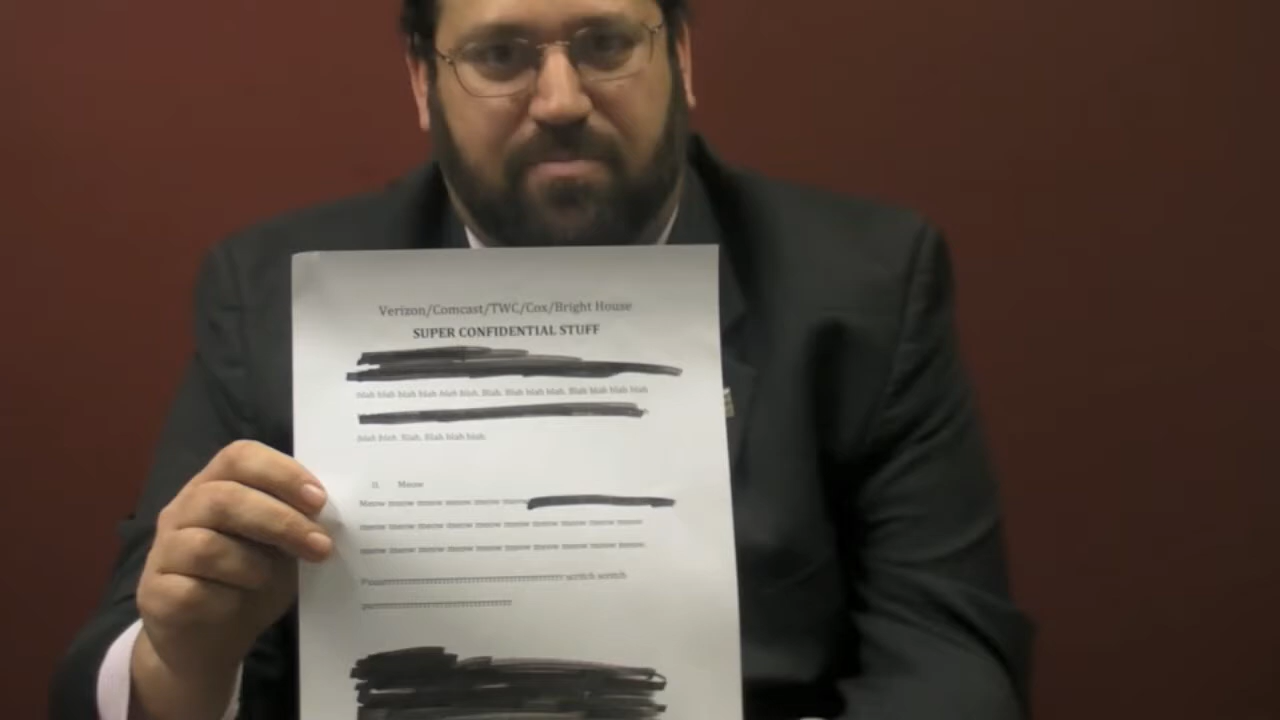 Verizon/Comcast/TWC/Cox/Bright House
SUPER CONFIDENTIAL STUFF
Blah blah blah blah blah blah. Blah. Blah blah blah. Blah blah blah blah
blah blah. Blah. Blah blah blah.
II. Meow
Meow meow meow meow meow meow
meow meow meow meow meow meow meow meow meow meow
meow meow meow meow meow meow meow meow meow meow
scritch scritch